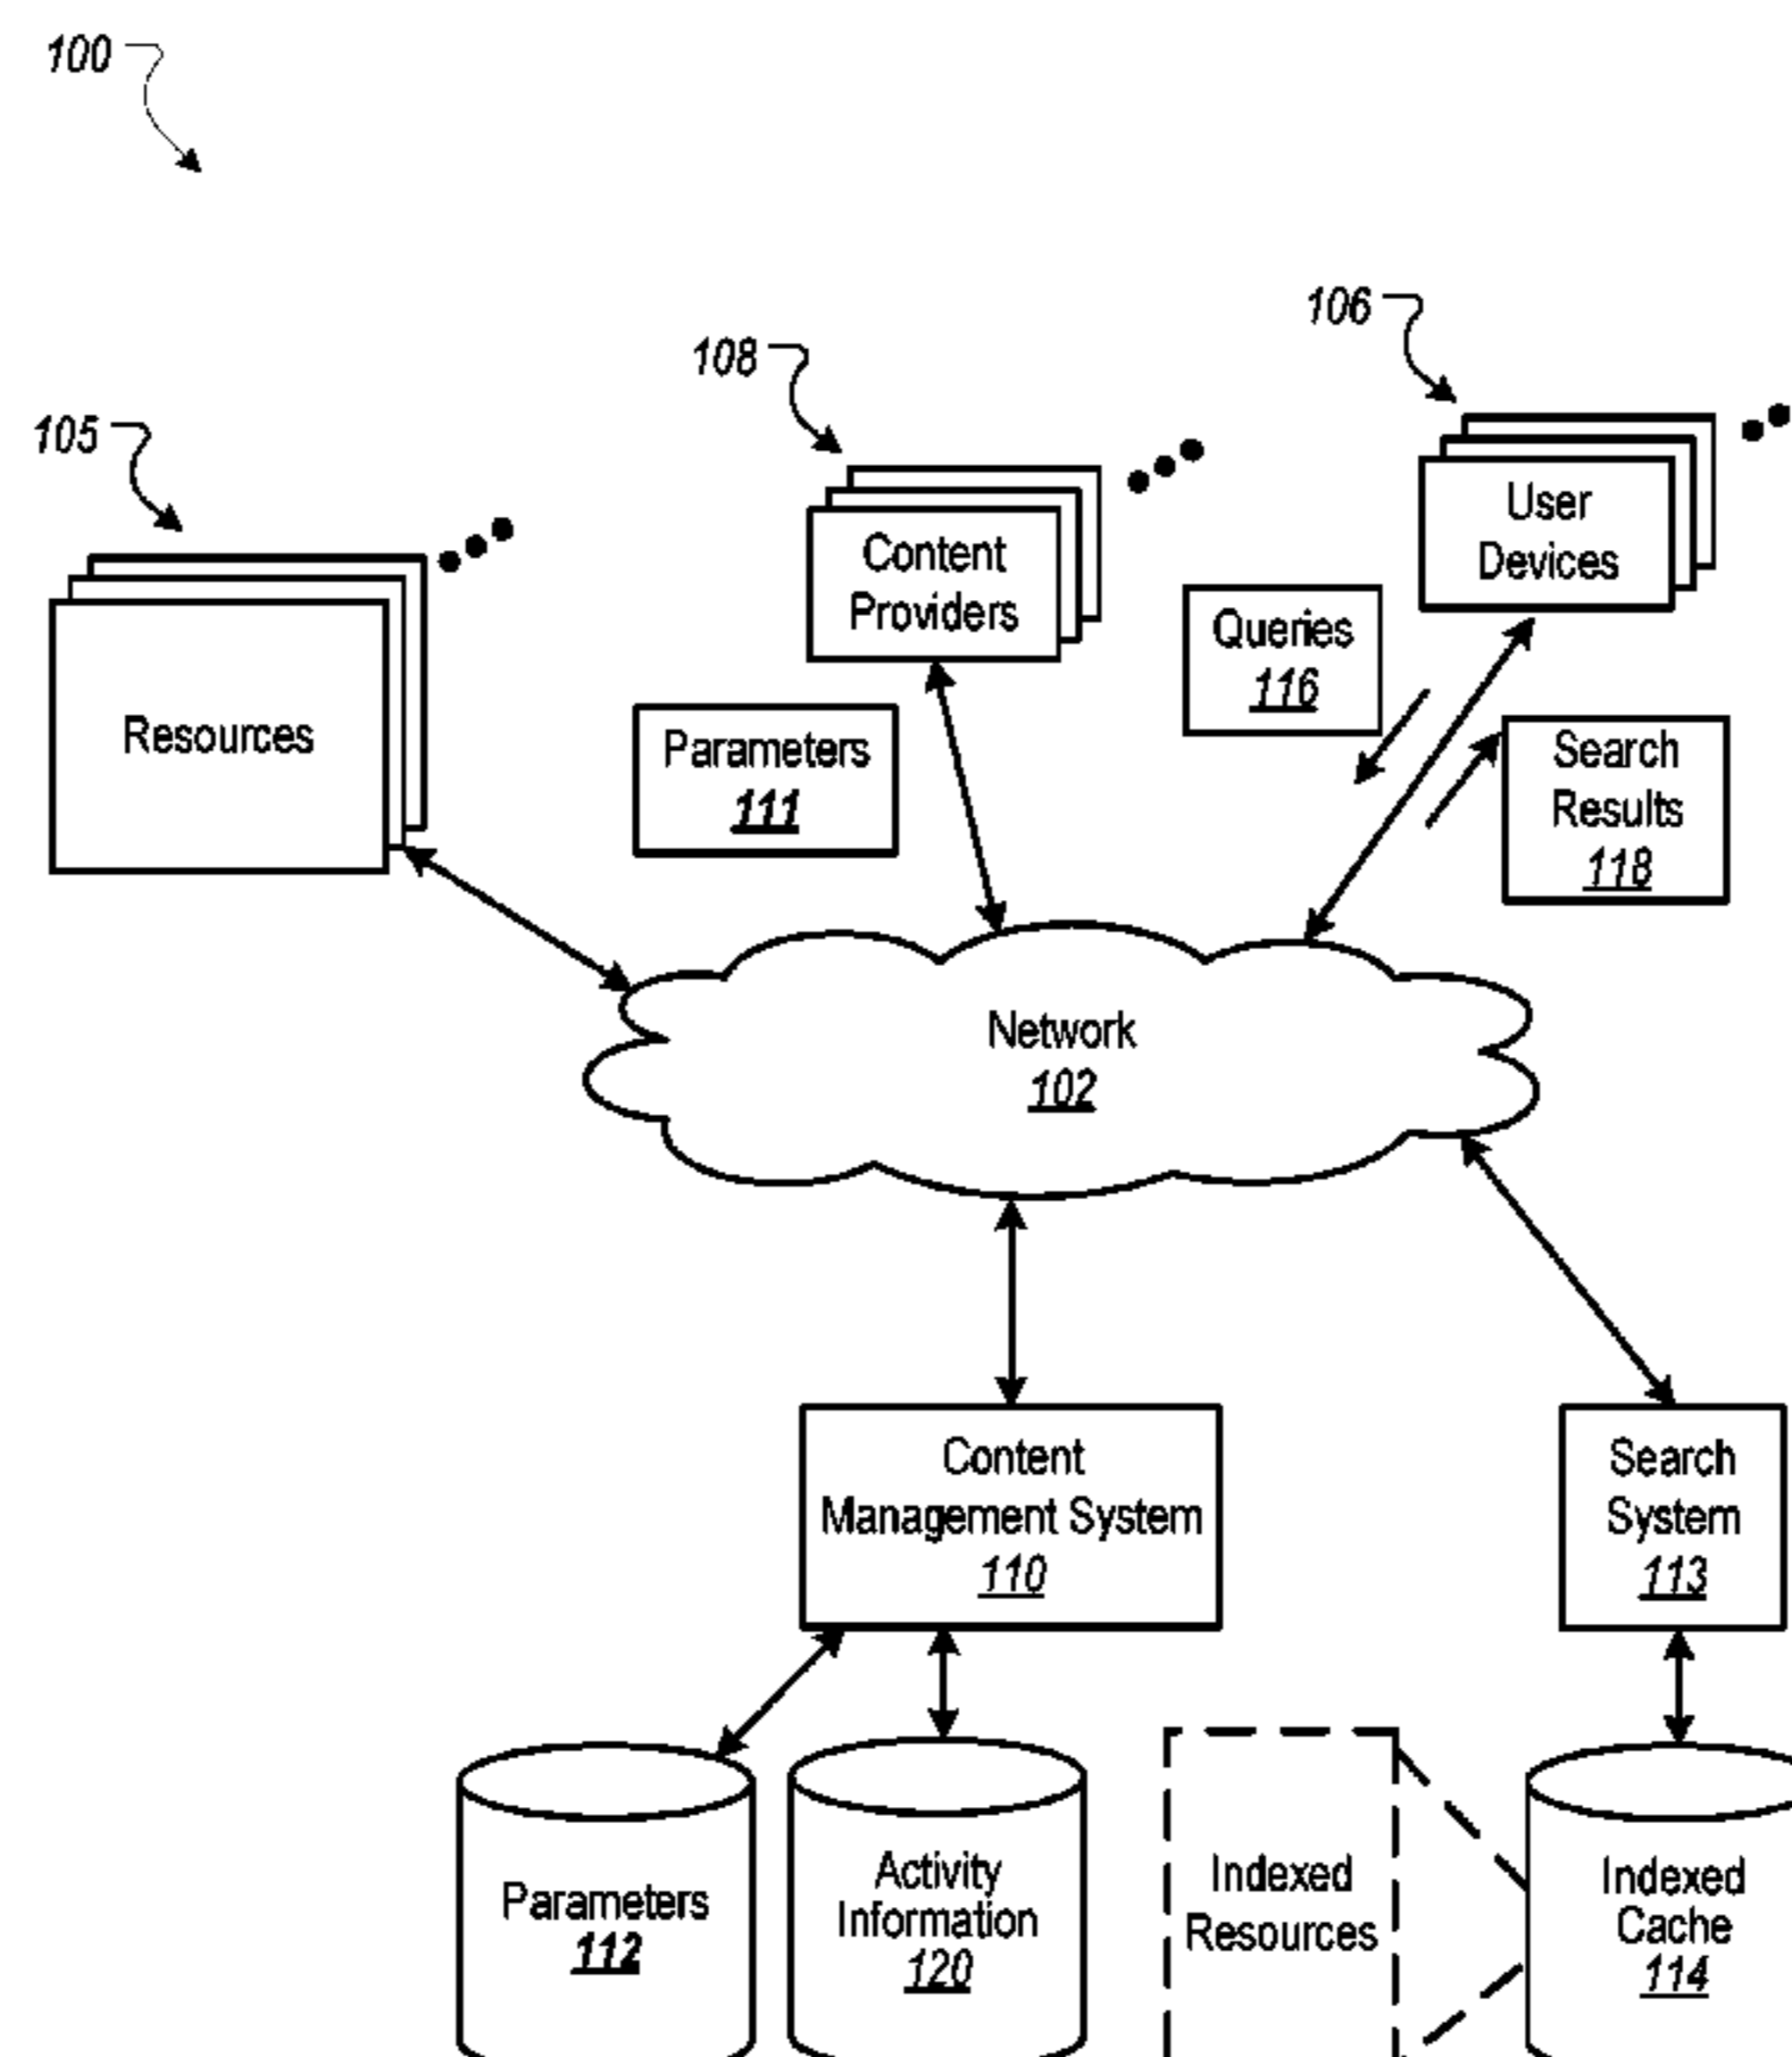 100
106
108
105
User
Devices
Content
Providers
Queries
116
Resources
Parameters
111
Search
Results
118
Network
102
Content
Management System
110
Search
System
113
Parameters
112
Activity
Information
120
Indexed
Resources
Indexed
Cache
114